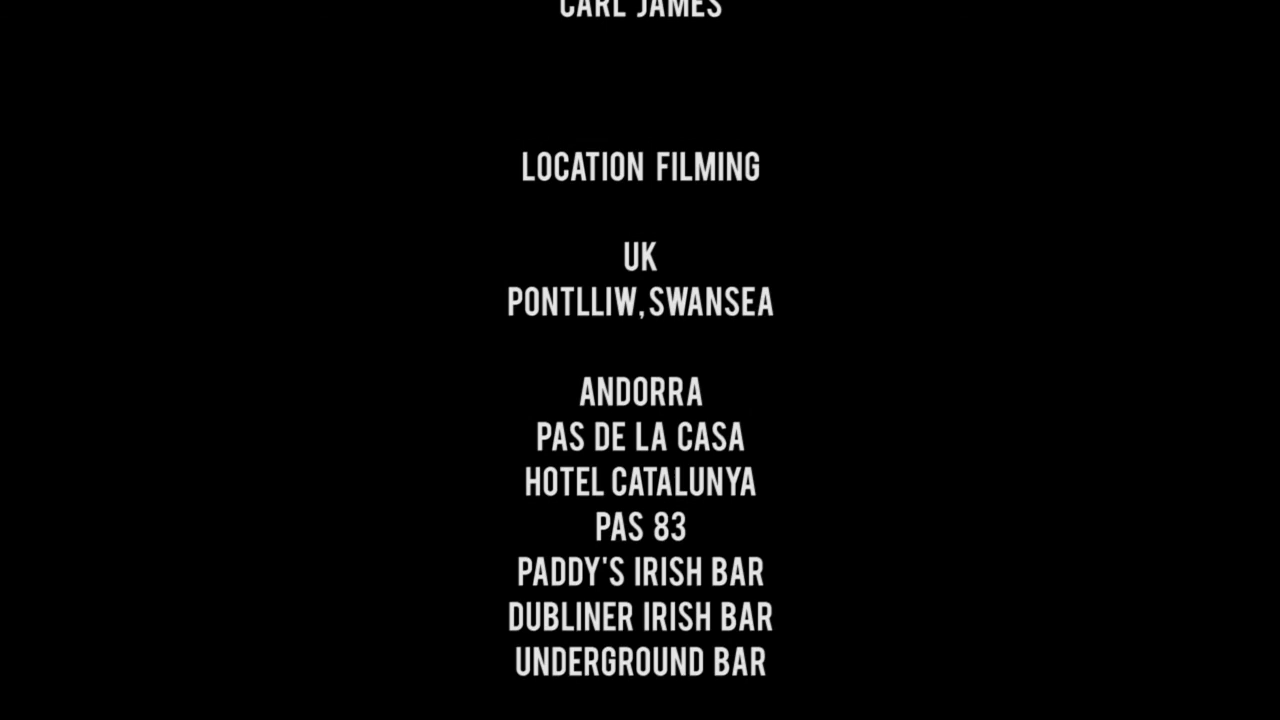 CARL JAMES
LOCATION FILMING
UK
PONTLLIW, SWANSEA
ANDORRA
PAS DE LA CASA
HOTEL CATALUNYA
PAS 83
PADDY'S IRISH BAR
DUBLINER IRISH BAR
UNDERGROUND BAR